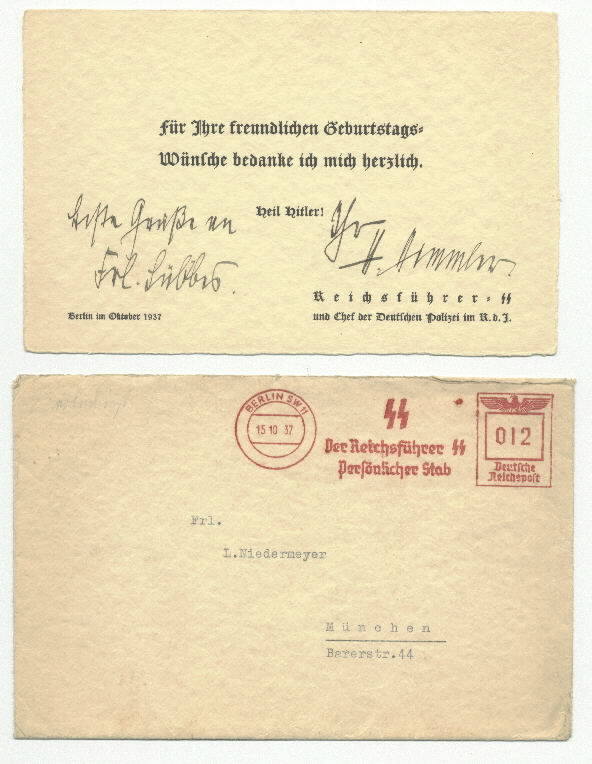 Für Ihre freundlichen Geburtstags-
Wünsche bedanke ich mich herzlich.
Heil Hitler!
Beste Grüße an
Frl. Lübbes.
Ihr
H. Himmler
Reichsführer-SS
und Chef der Deutschen Polizei im R.d.J.
Berlin im Oktober 1937
BERLIN SW 11
15 10 37
SS
Der Reichsführer SS
Persönlicher Stab
012
Deutsche
Reichspost
Frl.
L.Niedermeyer
München
Barerstr.44